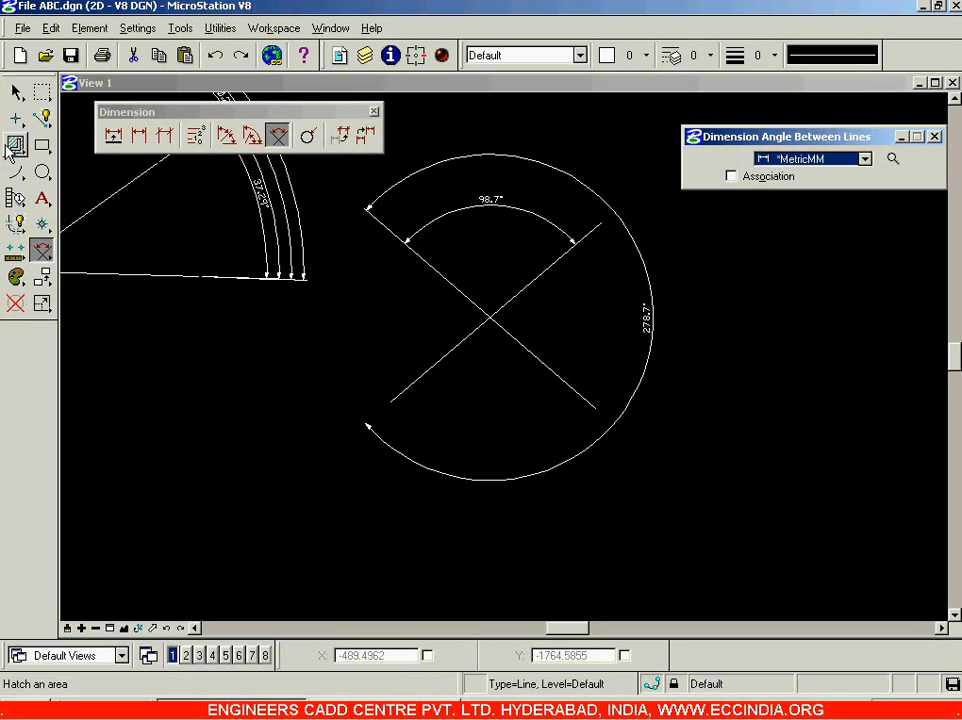 File ABC.dgn (2D - V8 DGN) - MicroStation V8
File Edit Element Settings Tools Utilities Workspace Window Help
Default 0 0 0
View 1
Dimension
Dimension Angle Between Lines
*MetricMM
Association
37.29°
98.7°
278.7°
Default Views 1 2 3 4 5 6 7 8 X: -489.4962 Y: -1764.5855
Hatch an area Type=Line, Level=Default Default
ENGINEERS CADD CENTRE PVT. LTD. HYDERABAD, INDIA, WWW.ECCINDIA.ORG